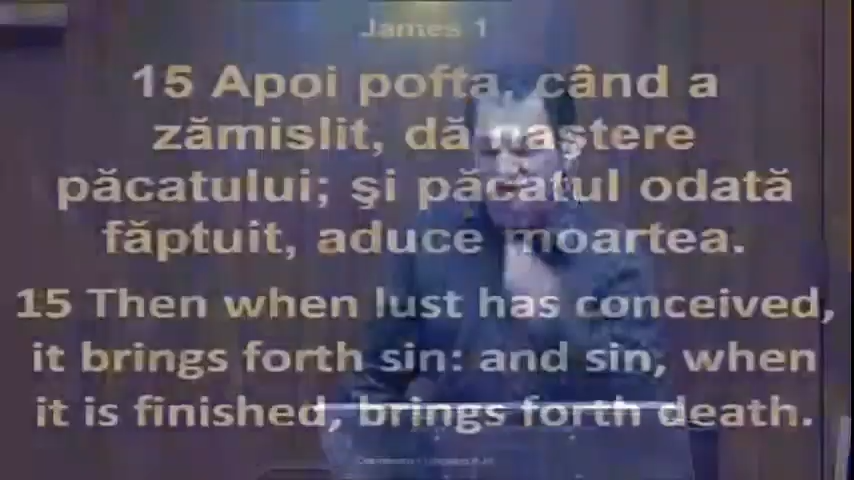 James 1
15 Apoi pofta, când a
zămislit, dă naştere
păcatului; şi păcatul odată
făptuit, aduce moartea.
15 Then when lust has conceived,
it brings forth sin: and sin, when
it is finished, brings forth death.